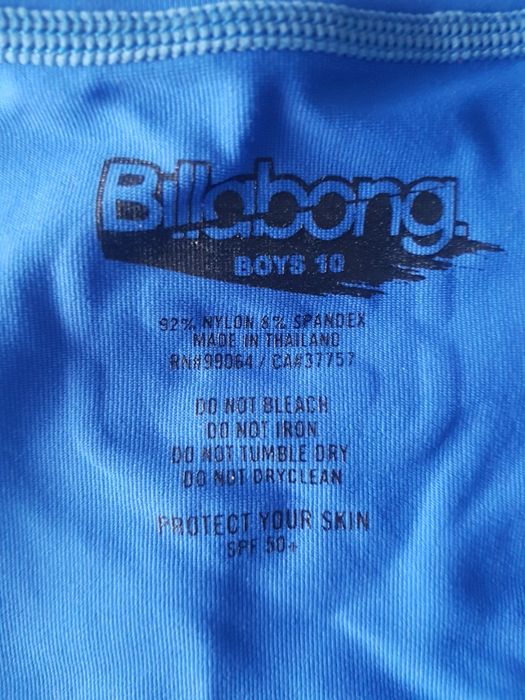 Billabong.
BOYS 10
92% NYLON 8% SPANDEX
MADE IN THAILAND
RN#99064 / CA#37757
DO NOT BLEACH
DO NOT IRON
DO NOT TUMBLE DRY
DO NOT DRYCLEAN
PROTECT YOUR SKIN
SPF 50+